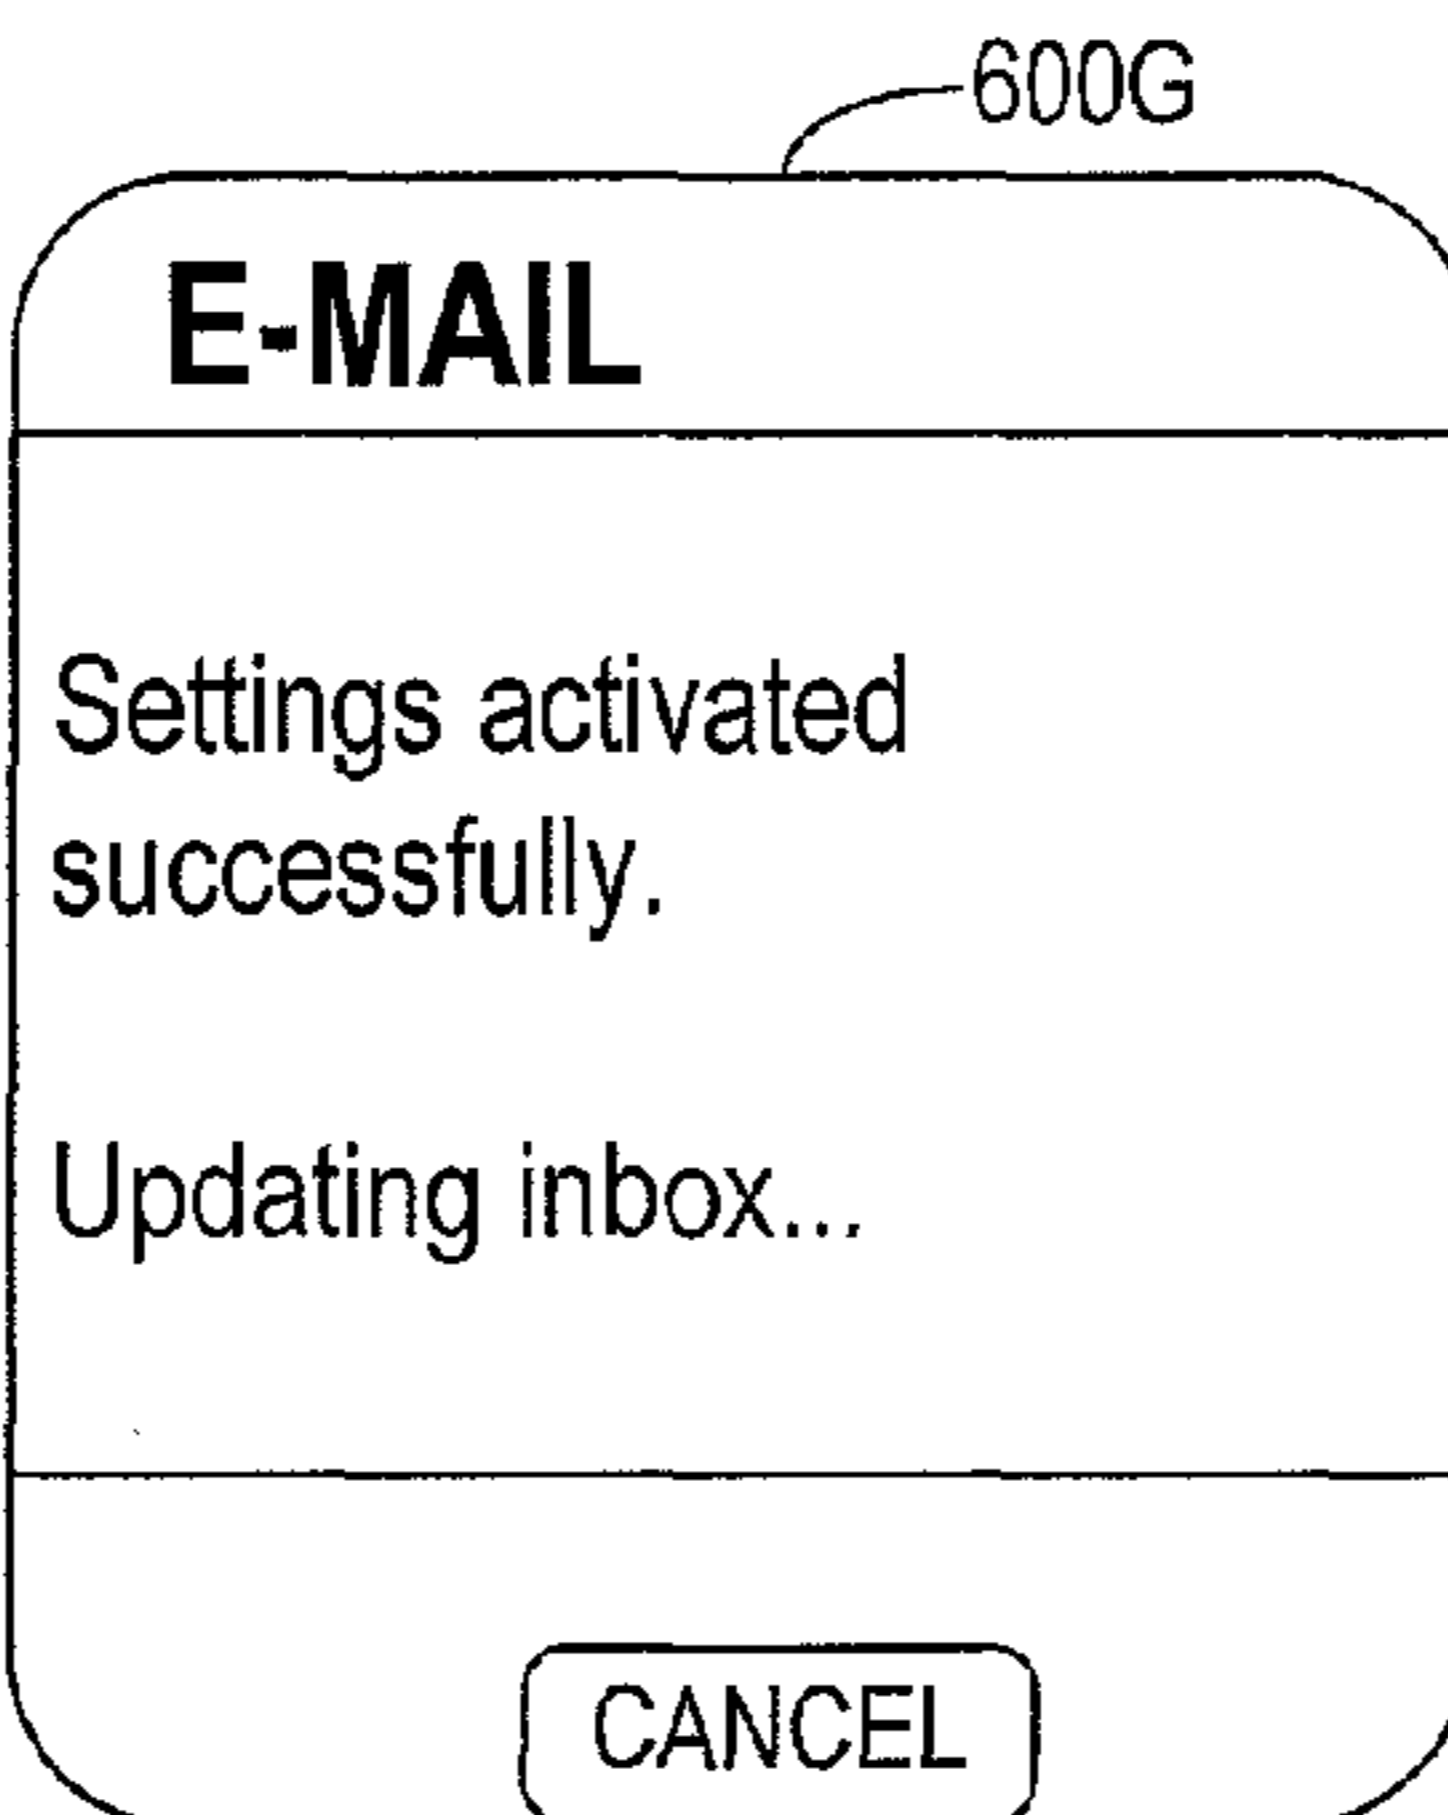 600G
E-MAIL
Settings activated
successfully.
Updating inbox...
CANCEL